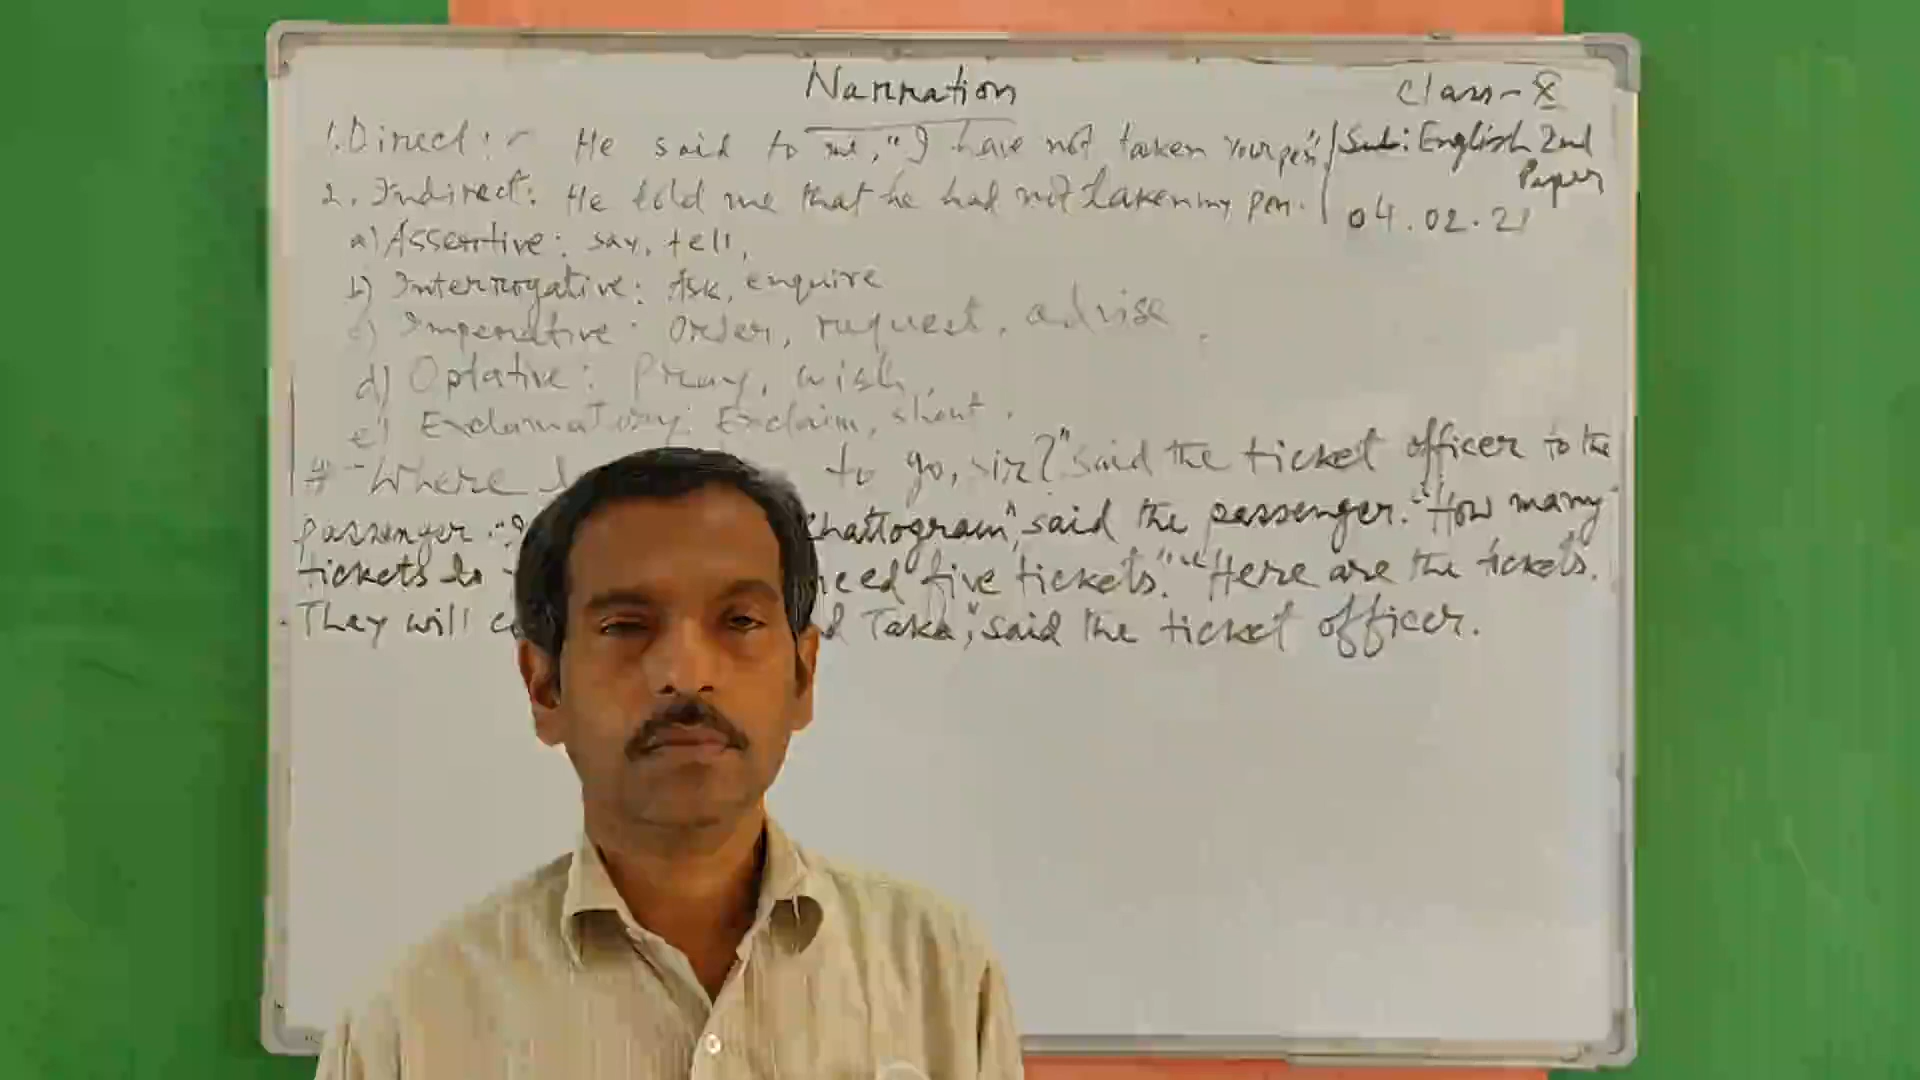 Narration
Class-X
1. Direct:- He said to me, "I have not taken your pen"
Sub: English 2nd
Paper
2. Indirect: He told me that he had not taken my pen.
04.02.21
a) Assertive: say, tell,
b) Interrogative: Ask, enquire
c) Imperative: Order, request, advise
d) Optative: Pray, wish,
e) Exclamatory: Exclaim, shout.
# "Where to go, sir?" said the ticket officer to the
passenger. "I Chattogram", said the passenger. "How many
tickets to need five tickets." "Here are the tickets.
They will Taka," said the ticket officer.